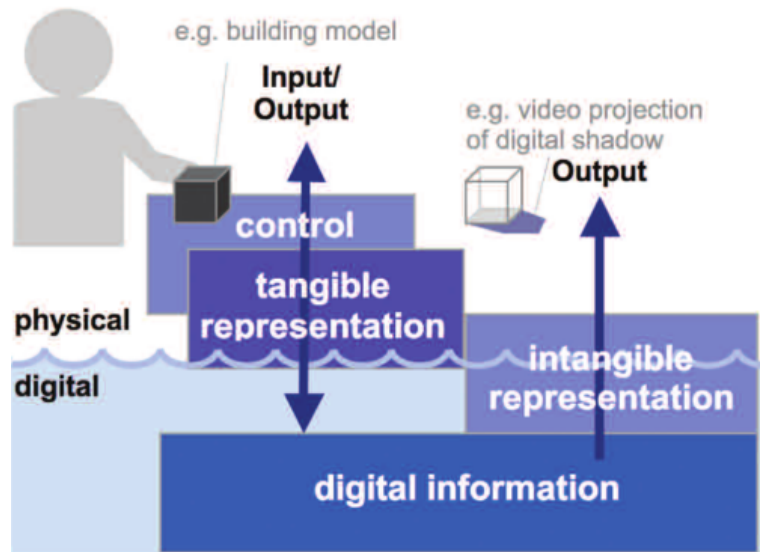 e.g. building model
Input/
Output
e.g. video projection
of digital shadow
Output
control
tangible
representation
physical
digital
intangible
representation
digital information